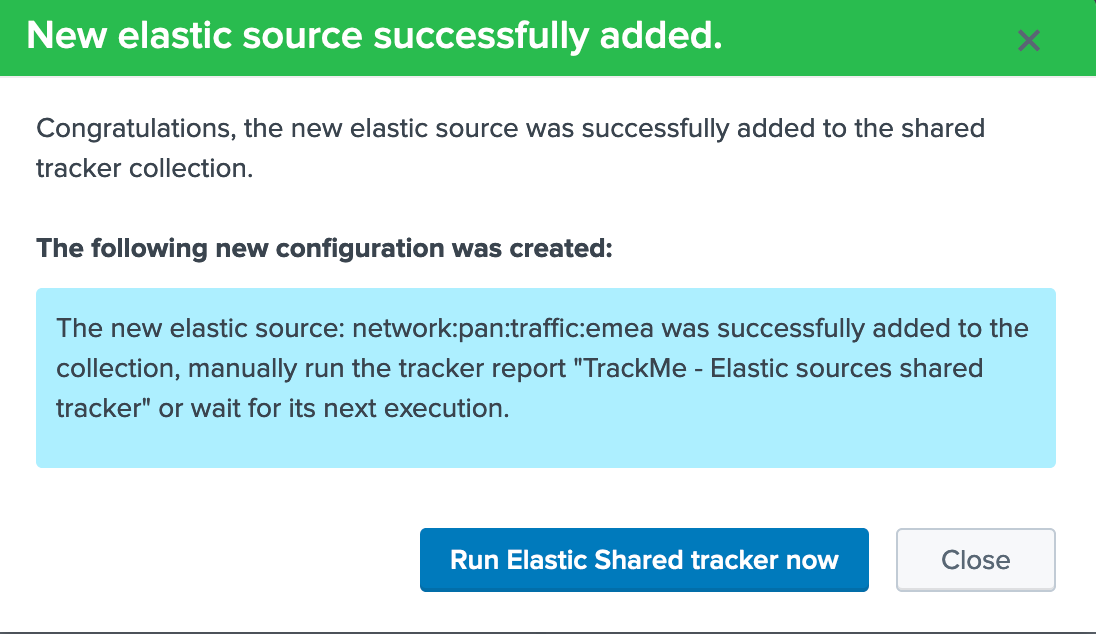 New elastic source successfully added.
Congratulations, the new elastic source was successfully added to the shared
tracker collection.
The following new configuration was created:
The new elastic source: network:pan:traffic:emea was successfully added to the
collection, manually run the tracker report "TrackMe - Elastic sources shared
tracker" or wait for its next execution.
Run Elastic Shared tracker now
Close